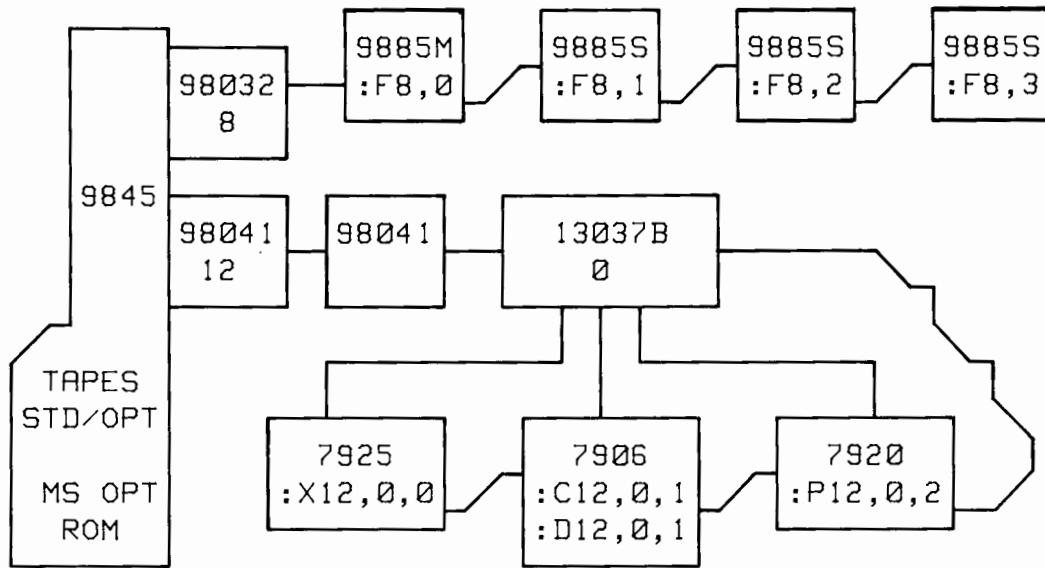 9885M
:F8,0
9885S
:F8,1
9885S
:F8,2
9885S
:F8,3
98032
8
9845
98041
12
98041
13037B
0
TAPES
STD/OPT
MS OPT
ROM
7925
:X12,0,0
7906
:C12,0,1
:D12,0,1
7920
:P12,0,2